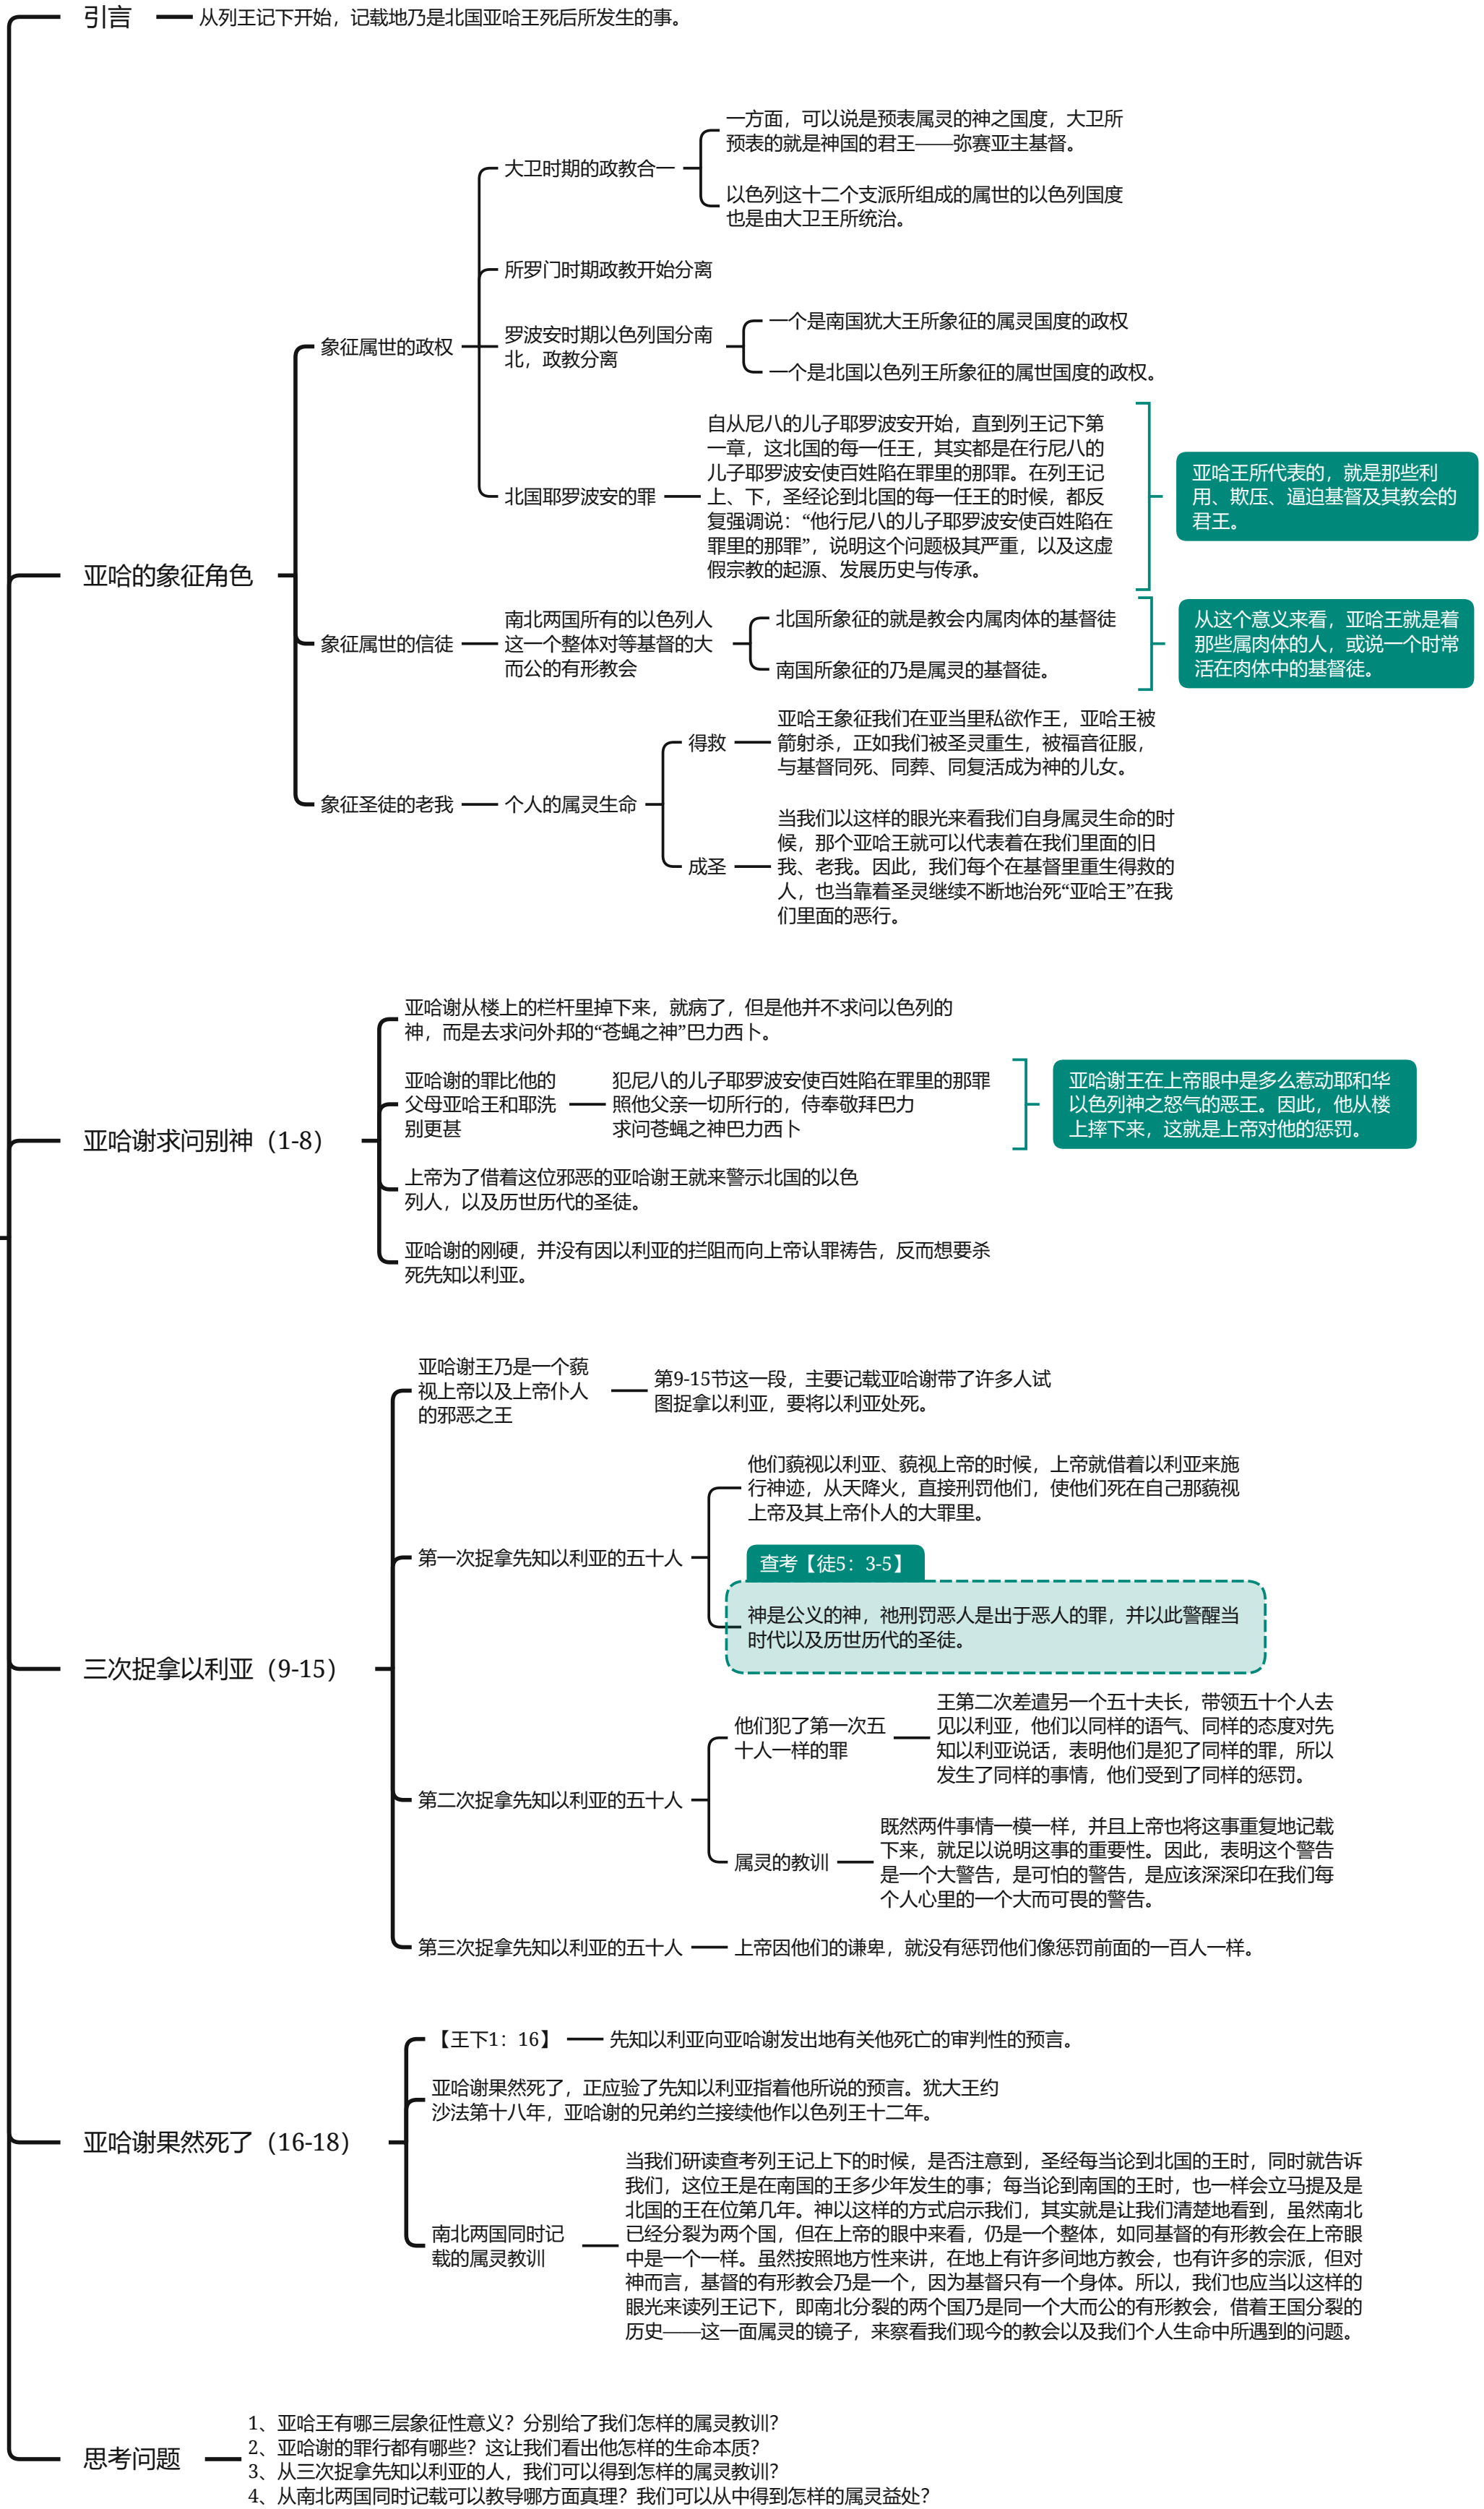 引言
从列王记下开始，记载地乃是北国亚哈王死后所发生的事。
亚哈的象征角色
象征属世的政权
大卫时期的政教合一
一方面，可以说是预表属灵的神之国度，大卫所
预表的就是神国的君王——弥赛亚主基督。
以色列这十二个支派所组成的属世的以色列国度
也是由大卫王所统治。
所罗门时期政教开始分离
罗波安时期以色列国分南
北，政教分离
一个是南国犹大王所象征的属灵国度的政权
一个是北国以色列王所象征的属世国度的政权。
北国耶罗波安的罪
自从尼八的儿子耶罗波安开始，直到列王记下第
一章，这北国的每一任王，其实都是在行尼八的
儿子耶罗波安使百姓陷在罪里的那罪。在列王记
上、下，圣经论到北国的每一任王的时候，都反
复强调说：“他行尼八的儿子耶罗波安使百姓陷在
罪里的那罪”，说明这个问题极其严重，以及这虚
假宗教的起源、发展历史与传承。
亚哈王所代表的，就是那些利
用、欺压、逼迫基督及其教会的
君王。
象征属世的信徒
南北两国所有的以色列人
这一个整体对等基督的大
而公的有形教会
北国所象征的就是教会内属肉体的基督徒
南国所象征的乃是属灵的基督徒。
从这个意义来看，亚哈王就是着
那些属肉体的人，或说一个时常
活在肉体中的基督徒。
象征圣徒的老我
个人的属灵生命
得救
亚哈王象征我们在亚当里私欲作王，亚哈王被
箭射杀，正如我们被圣灵重生，被福音征服，
与基督同死、同葬、同复活成为神的儿女。
成圣
当我们以这样的眼光来看我们自身属灵生命的时
候，那个亚哈王就可以代表着在我们里面的旧
我、老我。因此，我们每个在基督里重生得救的
人，也当靠着圣灵继续不断地治死“亚哈王”在我
们里面的恶行。
亚哈谢求问别神（1-8）
亚哈谢从楼上的栏杆里掉下来，就病了，但是他并不求问以色列的
神，而是去求问外邦的“苍蝇之神”巴力西卜。
亚哈谢的罪比他的
父母亚哈王和耶洗
别更甚
犯尼八的儿子耶罗波安使百姓陷在罪里的那罪
照他父亲一切所行的，侍奉敬拜巴力
求问苍蝇之神巴力西卜
亚哈谢王在上帝眼中是多么惹动耶和华
以色列神之怒气的恶王。因此，他从楼
上摔下来，这就是上帝对他的惩罚。
上帝为了借着这位邪恶的亚哈谢王就来警示北国的以色
列人，以及历世历代的圣徒。
亚哈谢的刚硬，并没有因以利亚的拦阻而向上帝认罪祷告，反而想要杀
死先知以利亚。
三次捉拿以利亚（9-15）
亚哈谢王乃是一个藐
视上帝以及上帝仆人
的邪恶之王
第9-15节这一段，主要记载亚哈谢带了许多人试
图捉拿以利亚，要将以利亚处死。
第一次捉拿先知以利亚的五十人
他们藐视以利亚、藐视上帝的时候，上帝就借着以利亚来施
行神迹，从天降火，直接刑罚他们，使他们死在自己那藐视
上帝及其上帝仆人的大罪里。
查考【徒5：3-5】
神是公义的神，祂刑罚恶人是出于恶人的罪，并以此警醒当
时代以及历世历代的圣徒。
第二次捉拿先知以利亚的五十人
他们犯了第一次五
十人一样的罪
王第二次差遣另一个五十夫长，带领五十个人去
见以利亚，他们以同样的语气、同样的态度对先
知以利亚说话，表明他们是犯了同样的罪，所以
发生了同样的事情，他们受到了同样的惩罚。
属灵的教训
既然两件事情一模一样，并且上帝也将这事重复地记载
下来，就足以说明这事的重要性。因此，表明这个警告
是一个大警告，是可怕的警告，是应该深深印在我们每
个人心里的一个大而可畏的警告。
第三次捉拿先知以利亚的五十人
上帝因他们的谦卑，就没有惩罚他们像惩罚前面的一百人一样。
亚哈谢果然死了（16-18）
【王下1：16】
先知以利亚向亚哈谢发出地有关他死亡的审判性的预言。
亚哈谢果然死了，正应验了先知以利亚指着他所说的预言。犹大王约
沙法第十八年，亚哈谢的兄弟约兰接续他作以色列王十二年。
南北两国同时记
载的属灵教训
当我们研读查考列王记上下的时候，是否注意到，圣经每当论到北国的王时，同时就告诉
我们，这位王是在南国的王多少年发生的事；每当论到南国的王时，也一样会立马提及是
北国的王在位第几年。神以这样的方式启示我们，其实就是让我们清楚地看到，虽然南北
已经分裂为两个国，但在上帝的眼中来看，仍是一个整体，如同基督的有形教会在上帝眼
中是一个一样。虽然按照地方性来讲，在地上有许多间地方教会，也有许多的宗派，但对
神而言，基督的有形教会乃是一个，因为基督只有一个身体。所以，我们也应当以这样的
眼光来读列王记下，即南北分裂的两个国乃是同一个大而公的有形教会，借着王国分裂的
历史——这一面属灵的镜子，来察看我们现今的教会以及我们个人生命中所遇到的问题。
思考问题
1、亚哈王有哪三层象征性意义？分别给了我们怎样的属灵教训？
2、亚哈谢的罪行都有哪些？这让我们看出他怎样的生命本质？
3、从三次捉拿先知以利亚的人，我们可以得到怎样的属灵教训？
4、从南北两国同时记载可以教导哪方面真理？我们可以从中得到怎样的属灵益处？